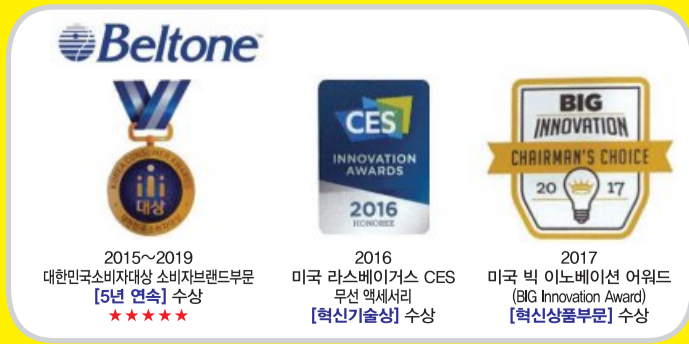 Beltone
KOREA CONSUMER AWARDS
대상
2015~2019
대한민국소비자대상 소비자브랜드부문
[5년 연속] 수상
★★★★★
CES
INNOVATION
AWARDS
2016
HONOREE
2016
미국 라스베이거스 CES
무선 액세서리
[혁신기술상] 수상
BIG
INNOVATION
CHAIRMAN'S CHOICE
20 17
2017
미국 빅 이노베이션 어워드
(BIG Innovation Award)
[혁신상품부문] 수상